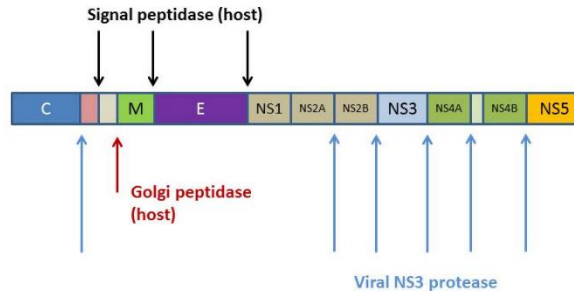 Signal peptidase (host)
C M E NS1 NS2A NS2B NS3 NS4A NS4B NS5
Golgi peptidase
(host)
Viral NS3 protease